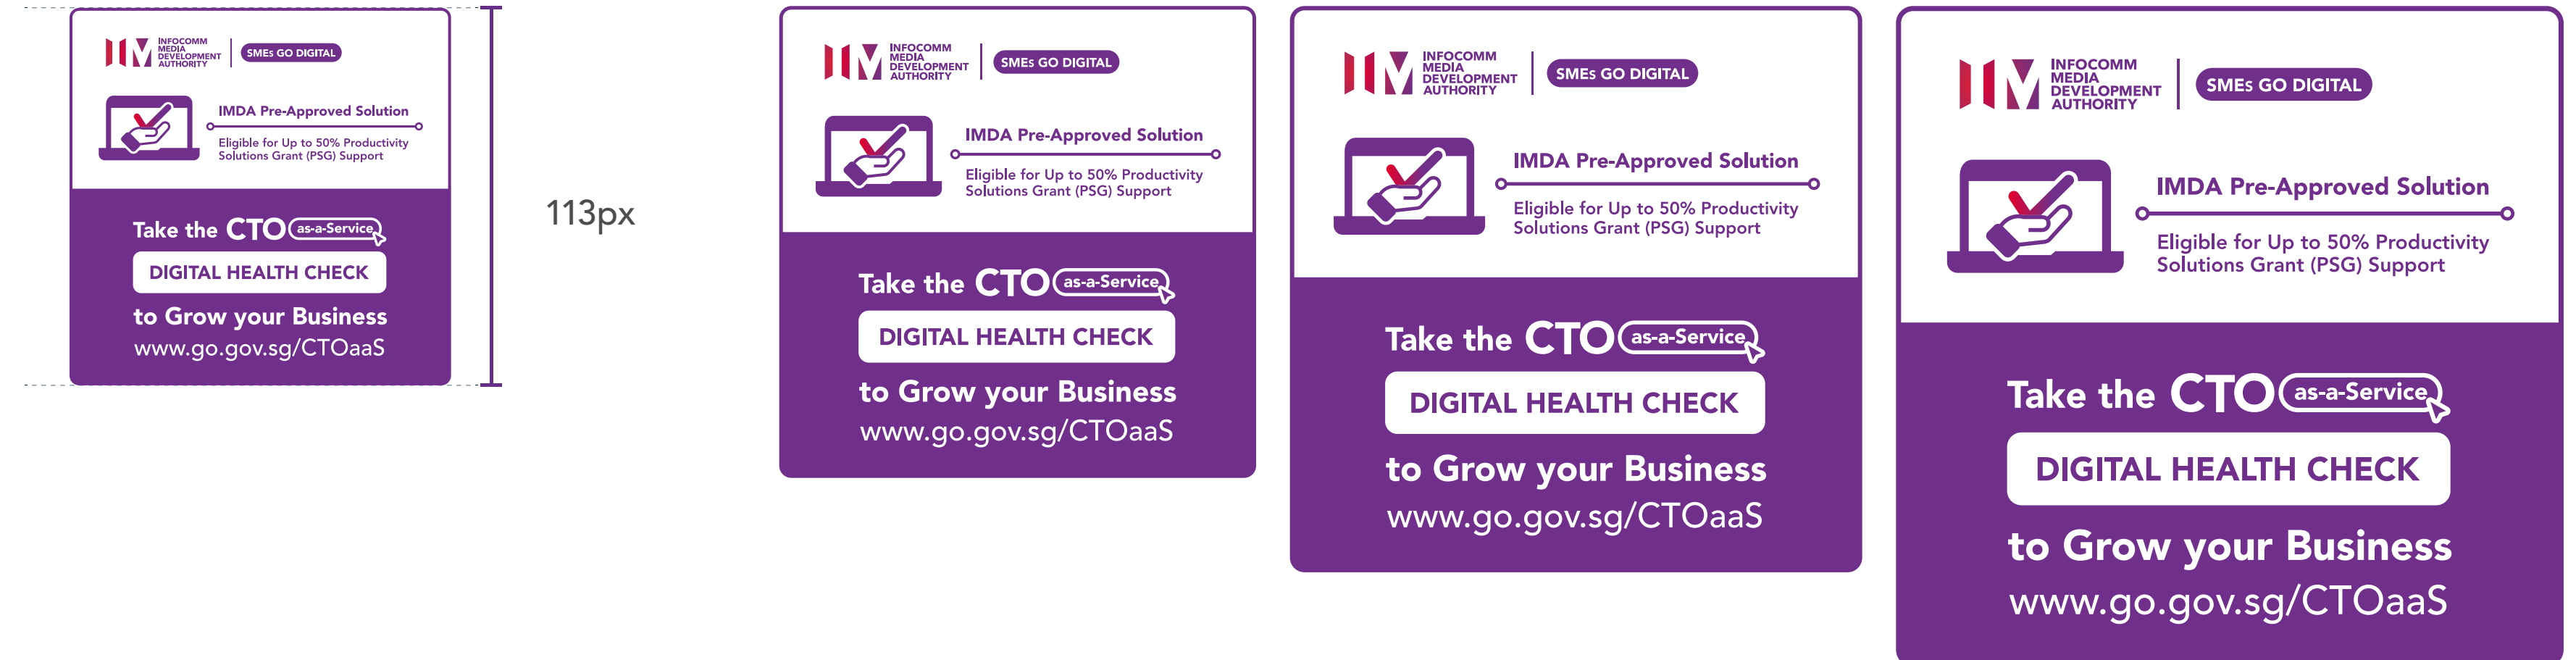 INFOCOMM
MEDIA
DEVELOPMENT
AUTHORITY
SMEs GO DIGITAL
IMDA Pre-Approved Solution
Eligible for Up to 50% Productivity
Solutions Grant (PSG) Support
Take the CTO as-a-Service
DIGITAL HEALTH CHECK
to Grow your Business
www.go.gov.sg/CTOaaS
113px
INFOCOMM
MEDIA
DEVELOPMENT
AUTHORITY
SMEs GO DIGITAL
IMDA Pre-Approved Solution
Eligible for Up to 50% Productivity
Solutions Grant (PSG) Support
Take the CTO as-a-Service
DIGITAL HEALTH CHECK
to Grow your Business
www.go.gov.sg/CTOaaS
INFOCOMM
MEDIA
DEVELOPMENT
AUTHORITY
SMEs GO DIGITAL
IMDA Pre-Approved Solution
Eligible for Up to 50% Productivity
Solutions Grant (PSG) Support
Take the CTO as-a-Service
DIGITAL HEALTH CHECK
to Grow your Business
www.go.gov.sg/CTOaaS
INFOCOMM
MEDIA
DEVELOPMENT
AUTHORITY
SMEs GO DIGITAL
IMDA Pre-Approved Solution
Eligible for Up to 50% Productivity
Solutions Grant (PSG) Support
Take the CTO as-a-Service
DIGITAL HEALTH CHECK
to Grow your Business
www.go.gov.sg/CTOaaS